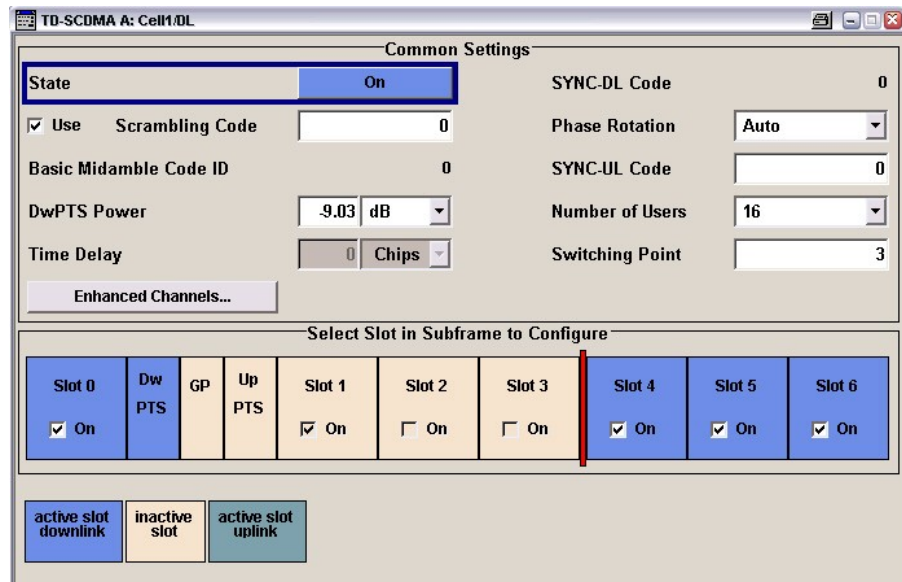 TD-SCDMA A: Cell1/DL
Common Settings
State On SYNC-DL Code 0
Use Scrambling Code 0 Phase Rotation Auto
Basic Midamble Code ID 0 SYNC-UL Code 0
DwPTS Power -9.03 dB Number of Users 16
Time Delay 0 Chips Switching Point 3
Enhanced Channels...
Select Slot in Subframe to Configure
Slot 0 Dw PTS GP Up PTS Slot 1 Slot 2 Slot 3 Slot 4 Slot 5 Slot 6
On On On On On On On
active slot downlink inactive slot active slot uplink